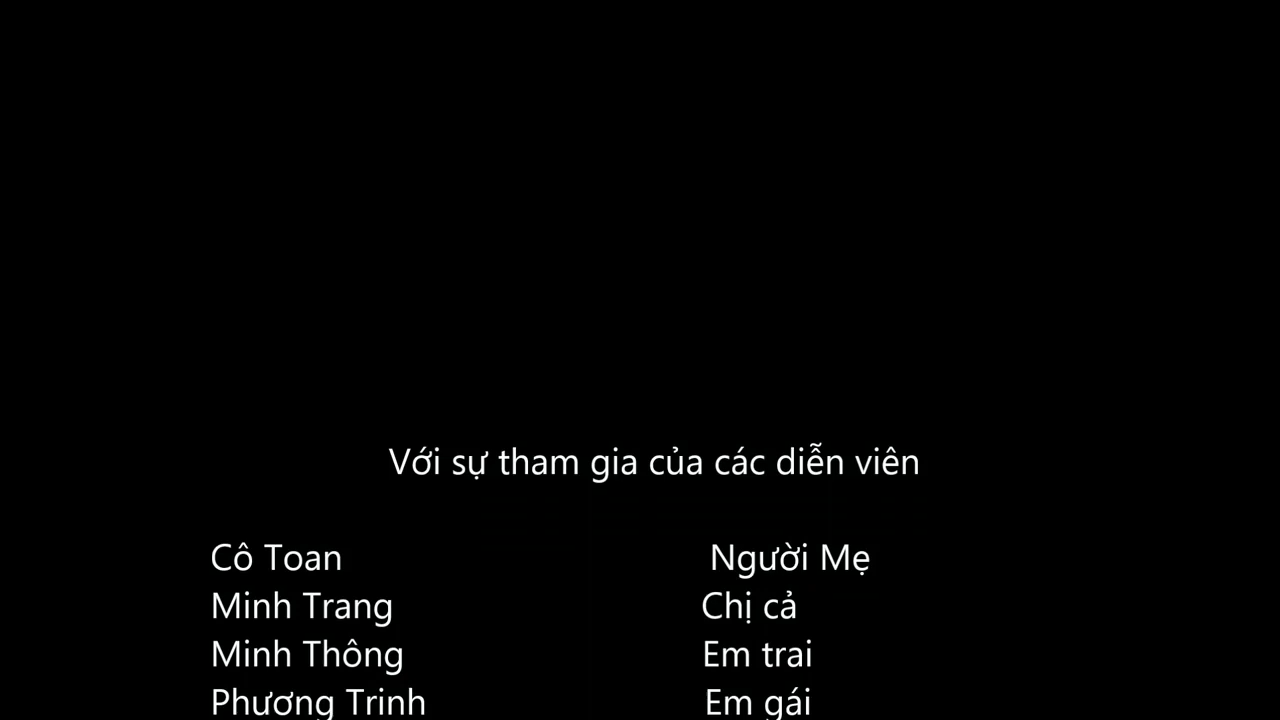 Với sự tham gia của các diễn viên
Cô Toan Người Mẹ
Minh Trang Chị cả
Minh Thông Em trai
Phương Trinh Em gái